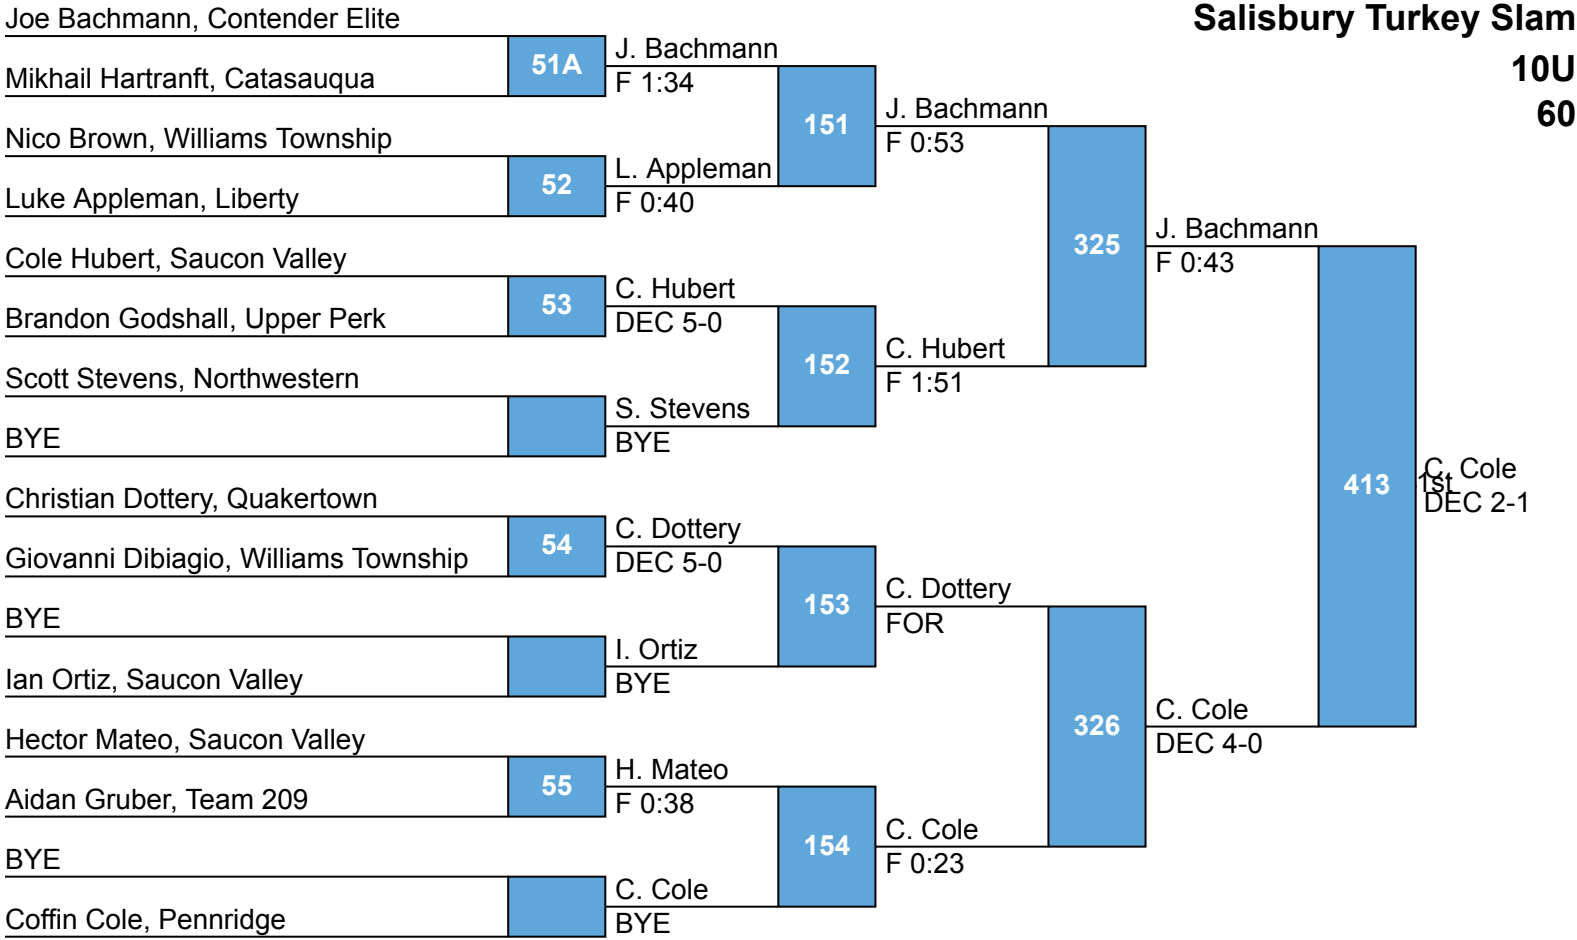 Salisbury Turkey Slam
10U
60
Joe Bachmann, Contender Elite
Mikhail Hartranft, Catasauqua
Nico Brown, Williams Township
Luke Appleman, Liberty
Cole Hubert, Saucon Valley
Brandon Godshall, Upper Perk
Scott Stevens, Northwestern
BYE
Christian Dottery, Quakertown
Giovanni Dibiagio, Williams Township
BYE
Ian Ortiz, Saucon Valley
Hector Mateo, Saucon Valley
Aidan Gruber, Team 209
BYE
Coffin Cole, Pennridge
51A
52
53
54
55
J. Bachmann
F 1:34
L. Appleman
F 0:40
C. Hubert
DEC 5-0
S. Stevens
BYE
C. Dottery
DEC 5-0
I. Ortiz
BYE
H. Mateo
F 0:38
C. Cole
BYE
151
152
153
154
J. Bachmann
F 0:53
C. Hubert
F 1:51
C. Dottery
FOR
C. Cole
F 0:23
325
326
J. Bachmann
F 0:43
C. Cole
DEC 4-0
413
C. Cole
1st
DEC 2-1